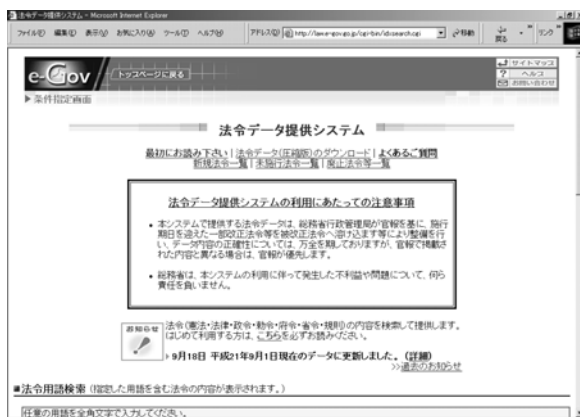 法令データ提供システム - Microsoft Internet Explorer
ファイル(F) 編集(E) 表示(V) お気に入り(A) ツール(T) ヘルプ(H) アドレス(D) http://law.e-gov.go.jp/cgi-bin/idxsearch.cgi 移動 戻る リンク
e-Gov トップページに戻る
サイトマップ
ヘルプ
お問い合わせ
▶条件指定画面
法令データ提供システム
最初にお読み下さい|法令データ(圧縮版)のダウンロード|よくあるご質問
新規法令一覧|未施行法令一覧|廃止法令等一覧
法令データ提供システムの利用にあたっての注意事項
• 本システムで提供する法令データは、総務省行政管理局が官報を基に、施行
期日を迎えた一部改正法令等を被改正法令へ溶け込ます等により整備を行
い、データ内容の正確性については、万全を期しておりますが、官報で掲載さ
れた内容と異なる場合は、官報が優先します。
• 総務省は、本システムの利用に伴って発生した不利益や問題について、何ら
責任を負いません。
お知らせ
法令(憲法・法律・政令・勅令・府令・省令・規則)の内容を検索して提供します。
はじめて利用する方は、こちらを必ずお読みください。
▸9月18日 平成21年9月1日現在のデータに更新しました。(詳細)
>>過去のお知らせ
■法令用語検索 (指定した用語を含む法令の内容が表示されます。)
任意の用語を全角文字で入力してください。